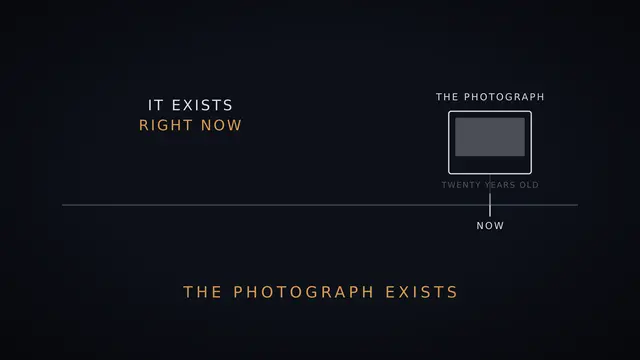 IT EXISTS
RIGHT NOW
THE PHOTOGRAPH
TWENTY YEARS OLD
NOW
THE PHOTOGRAPH EXISTS